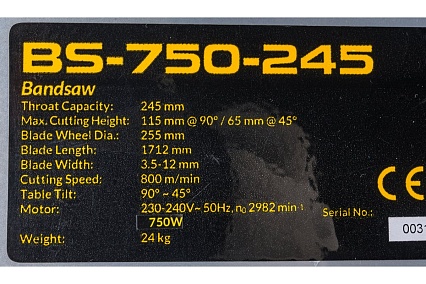 BS-750-245
Bandsaw
Throat Capacity: 245 mm
Max. Cutting Height: 115 mm @ 90° / 65 mm @ 45°
Blade Wheel Dia.: 255 mm
Blade Length: 1712 mm
Blade Width: 3.5-12 mm
Cutting Speed: 800 m/min
Table Tilt: 90° ~ 45°
Motor: 230-240V~ 50Hz, n₀ 2982 min⁻¹
750W
Serial No.:
Weight: 24 kg
CE